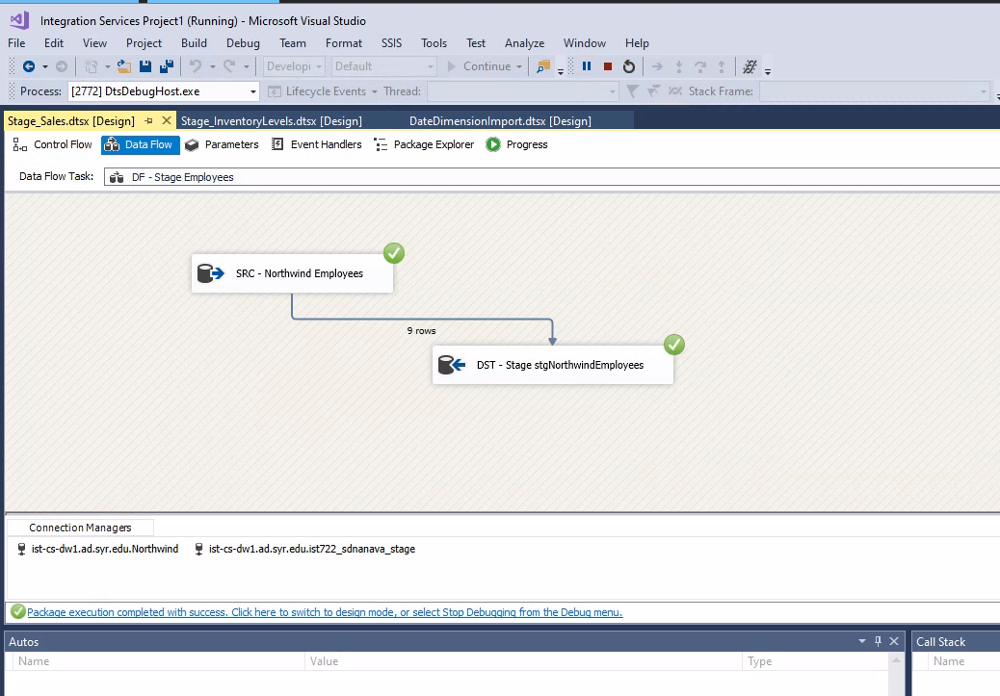 Integration Services Project1 (Running) - Microsoft Visual Studio
File Edit View Project Build Debug Team Format SSIS Tools Test Analyze Window Help
Develop Default Continue
Process: [2772] DtsDebugHost.exe Lifecycle Events Thread: Stack Frame:
Stage_Sales.dtsx [Design] Stage_InventoryLevels.dtsx [Design] DateDimensionImport.dtsx [Design]
Control Flow Data Flow Parameters Event Handlers Package Explorer Progress
Data Flow Task: DF - Stage Employees
SRC - Northwind Employees
9 rows
DST - Stage stgNorthwindEmployees
Connection Managers
ist-cs-dw1.ad.syr.edu.Northwind ist-cs-dw1.ad.syr.edu.ist722_sdnanava_stage
Package execution completed with success. Click here to switch to design mode, or select Stop Debugging from the Debug menu.
Autos Call Stack
Name Value Type Name